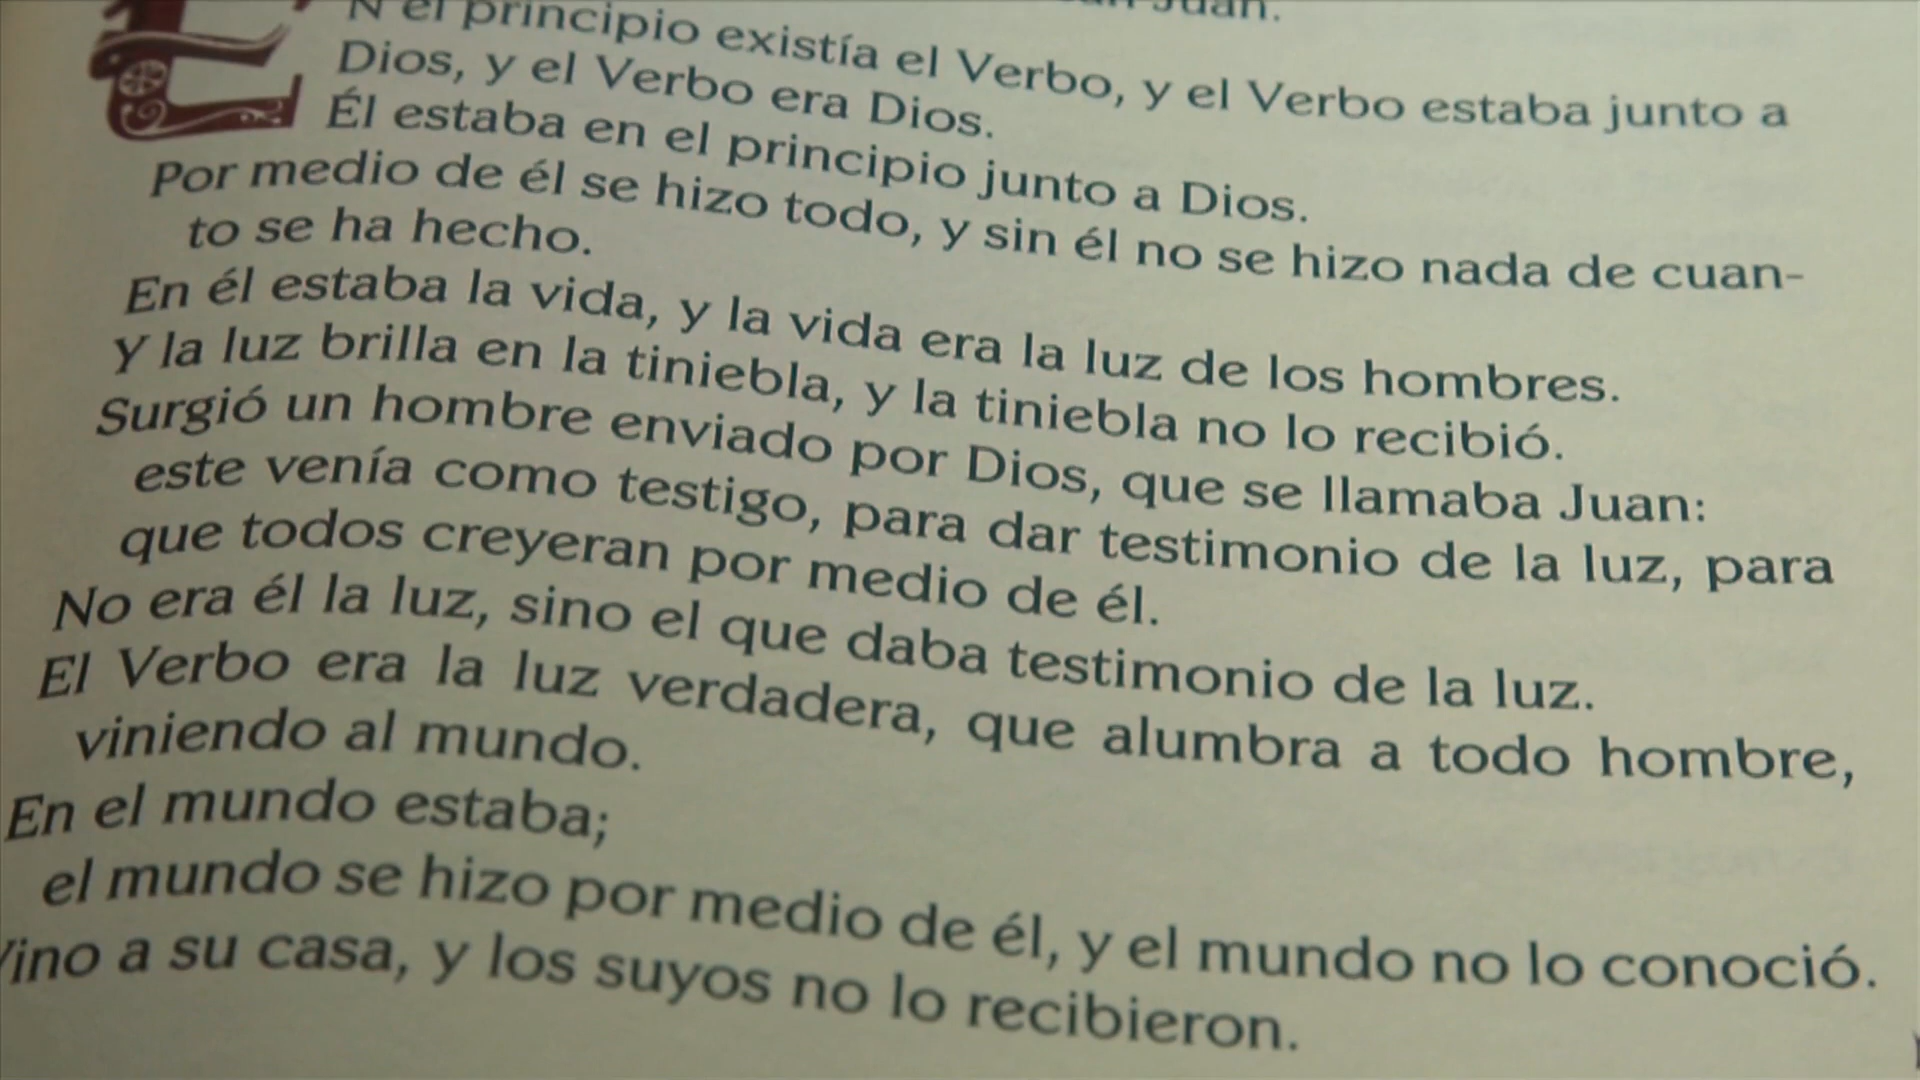 Juan.
EN el principio existía el Verbo, y el Verbo estaba junto a
Dios, y el Verbo era Dios.
Él estaba en el principio junto a Dios.
Por medio de él se hizo todo, y sin él no se hizo nada de cuan-
to se ha hecho.
En él estaba la vida, y la vida era la luz de los hombres.
Y la luz brilla en la tiniebla, y la tiniebla no lo recibió.
Surgió un hombre enviado por Dios, que se llamaba Juan:
este venía como testigo, para dar testimonio de la luz, para
que todos creyeran por medio de él.
No era él la luz, sino el que daba testimonio de la luz.
El Verbo era la luz verdadera, que alumbra a todo hombre,
viniendo al mundo.
En el mundo estaba;
el mundo se hizo por medio de él, y el mundo no lo conoció.
Vino a su casa, y los suyos no lo recibieron.